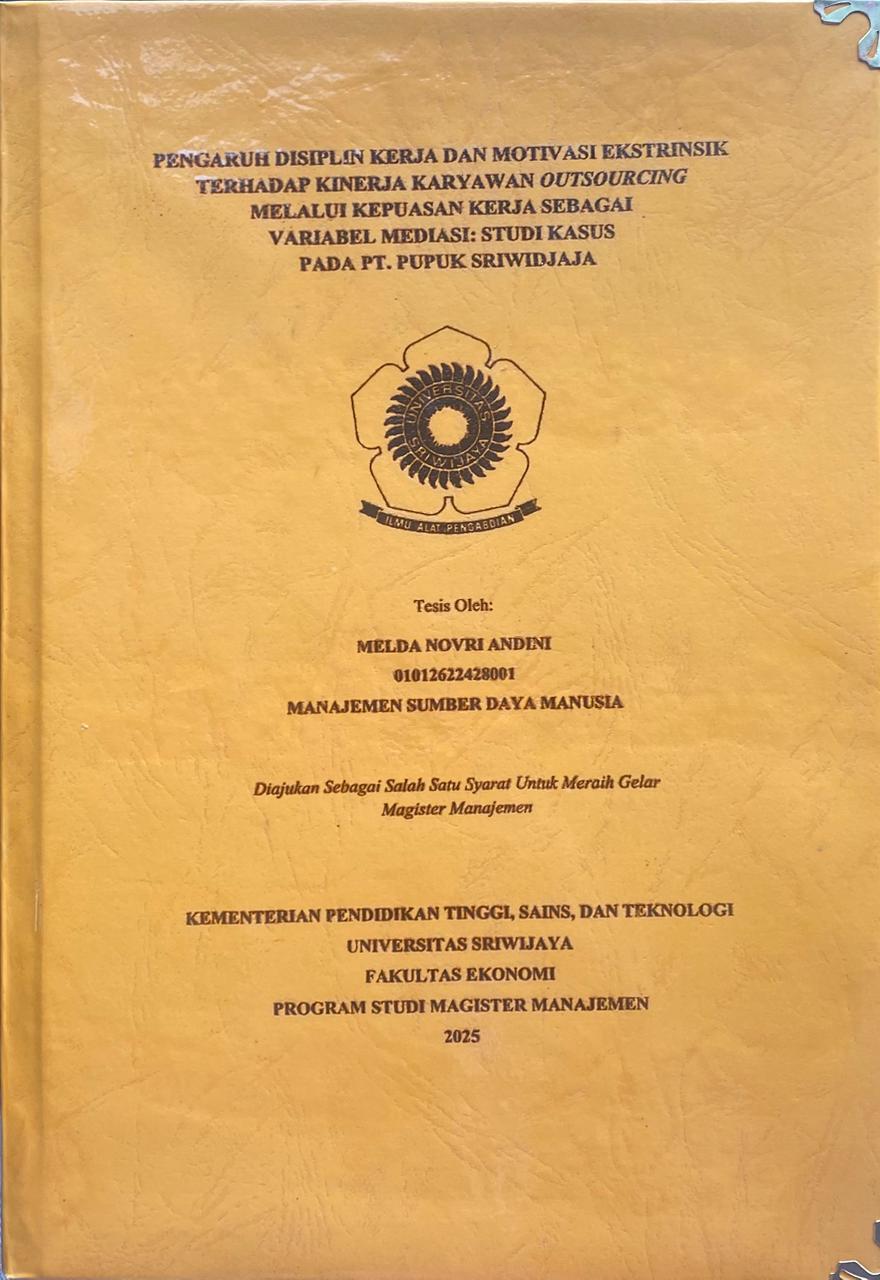 PENGARUH DISIPLIN KERJA DAN MOTIVASI EKSTRINSIK
TERHADAP KINERJA KARYAWAN OUTSOURCING
MELALUI KEPUASAN KERJA SEBAGAI
VARIABEL MEDIASI: STUDI KASUS
PADA PT. PUPUK SRIWIDJAJA
UNIVERSITAS
SRIWIJAYA
ILMU ALAT PENGABDIAN
Tesis Oleh:
MELDA NOVRI ANDINI
01012622428001
MANAJEMEN SUMBER DAYA MANUSIA
Diajukan Sebagai Salah Satu Syarat Untuk Meraih Gelar
Magister Manajemen
KEMENTERIAN PENDIDIKAN TINGGI, SAINS, DAN TEKNOLOGI
UNIVERSITAS SRIWIJAYA
FAKULTAS EKONOMI
PROGRAM STUDI MAGISTER MANAJEMEN
2025